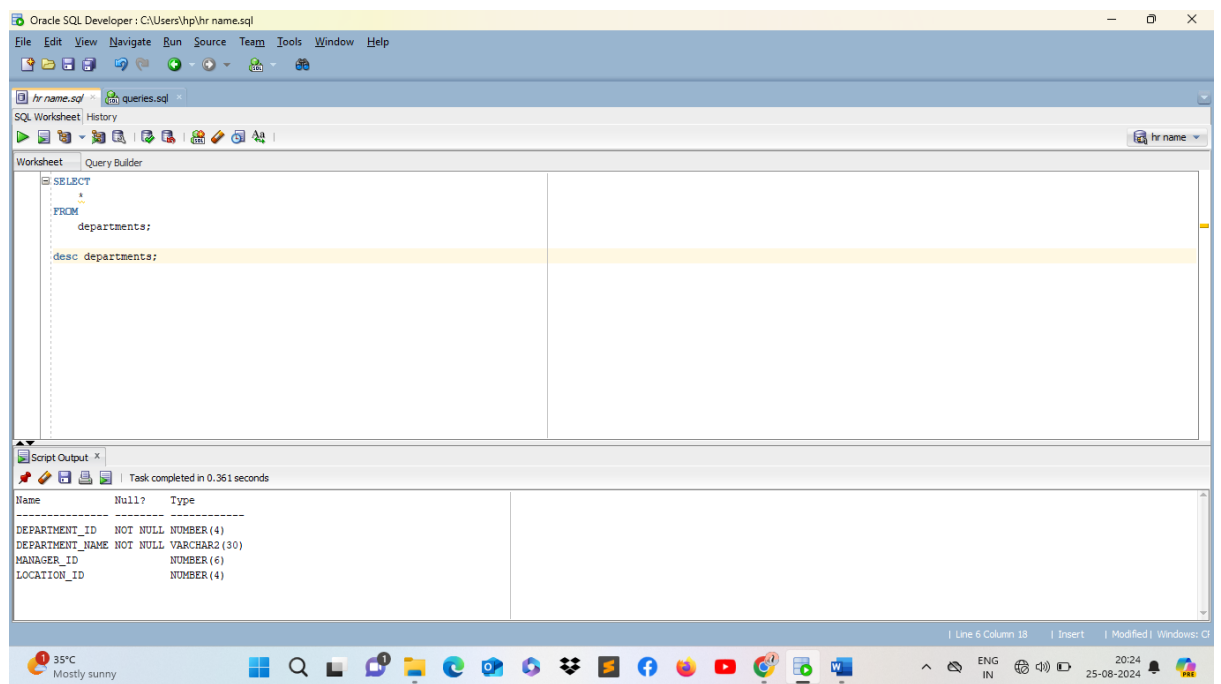 Oracle SQL Developer : C:\Users\hp\hr name.sql
File Edit View Navigate Run Source Team Tools Window Help
hr name.sql queries.sql
SQL Worksheet History
hr name
Worksheet Query Builder
SELECT
*
FROM
departments;
desc departments;
Script Output
Task completed in 0.361 seconds
Name Null? Type
--------------- -------- ------------
DEPARTMENT_ID NOT NULL NUMBER(4)
DEPARTMENT_NAME NOT NULL VARCHAR2(30)
MANAGER_ID NUMBER(6)
LOCATION_ID NUMBER(4)
| Line 6 Column 18 | Insert | Modified | Windows:
1 35°C ENG 20:24
Mostly sunny IN 25-08-2024 PRE